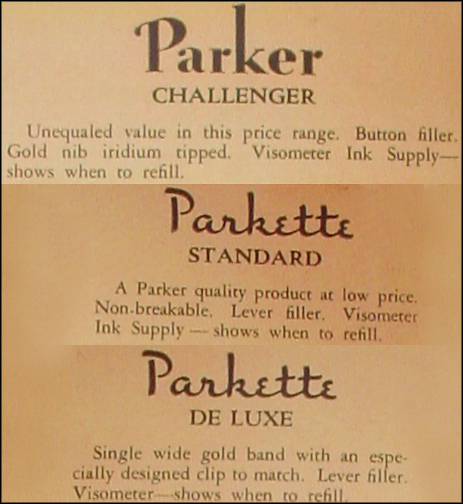 Parker
CHALLENGER
Unequaled value in this price range. Button filler.
Gold nib iridium tipped. Visometer Ink Supply—
shows when to refill.
Parkette
STANDARD
A Parker quality product at low price.
Non-breakable. Lever filler. Visometer
Ink Supply — shows when to refill.
Parkette
DE LUXE
Single wide gold band with an espe-
cially designed clip to match. Lever filler.
Visometer—shows when to refill.